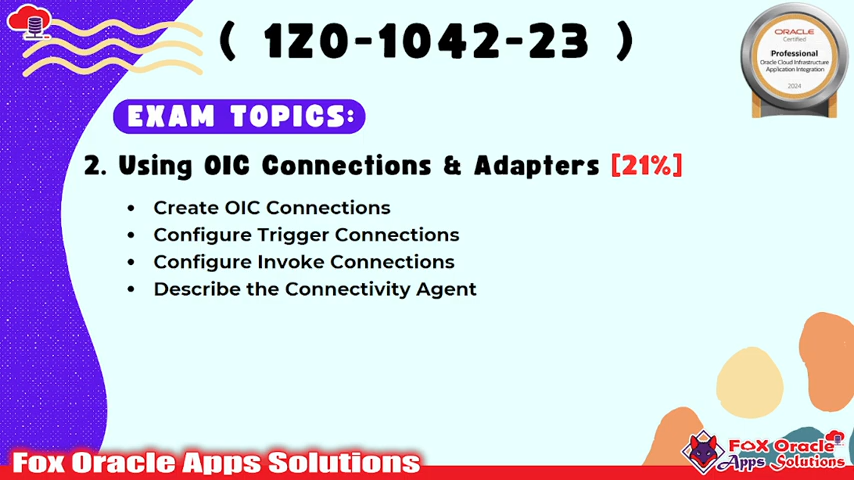 ( 1Z0-1042-23 )
ORACLE
Certified
Professional
Oracle Cloud Infrastructure
Application Integration
2024
EXAM TOPICS:
2. Using OIC Connections & Adapters [21%]
• Create OIC Connections
• Configure Trigger Connections
• Configure Invoke Connections
• Describe the Connectivity Agent
Fox Oracle Apps Solutions
Fox Oracle
Apps Solutions